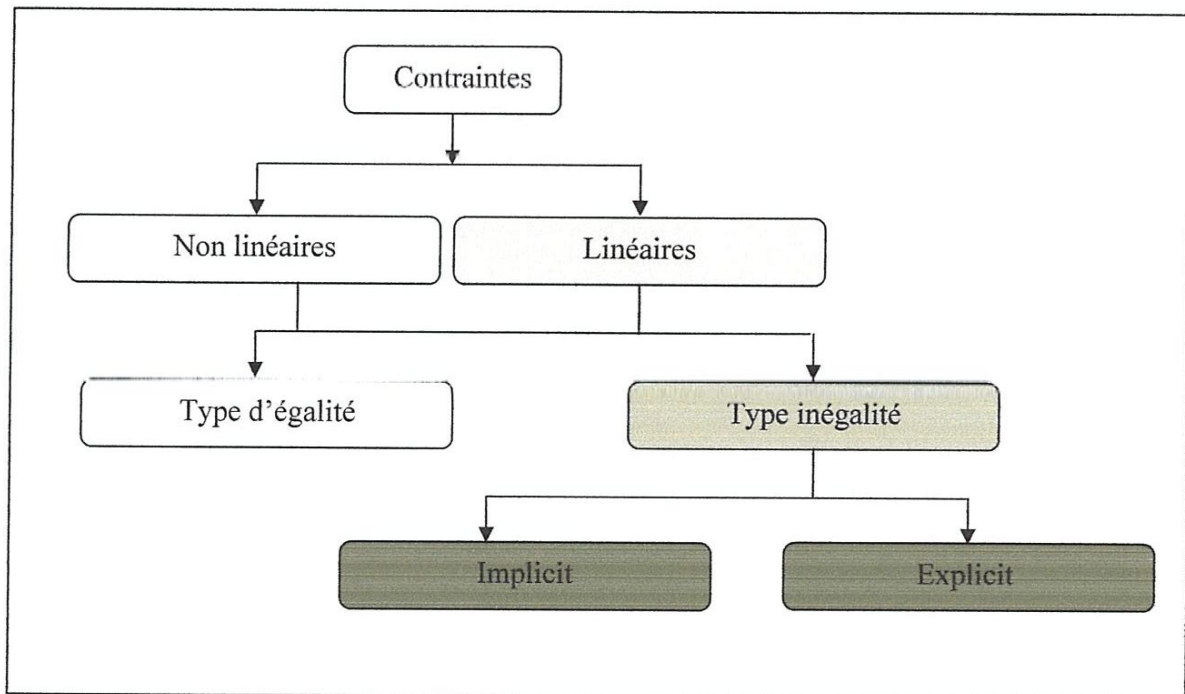 Contraintes
Non linéaires
Linéaires
Type d'égalité
Type inégalité
Implicit
Explicit